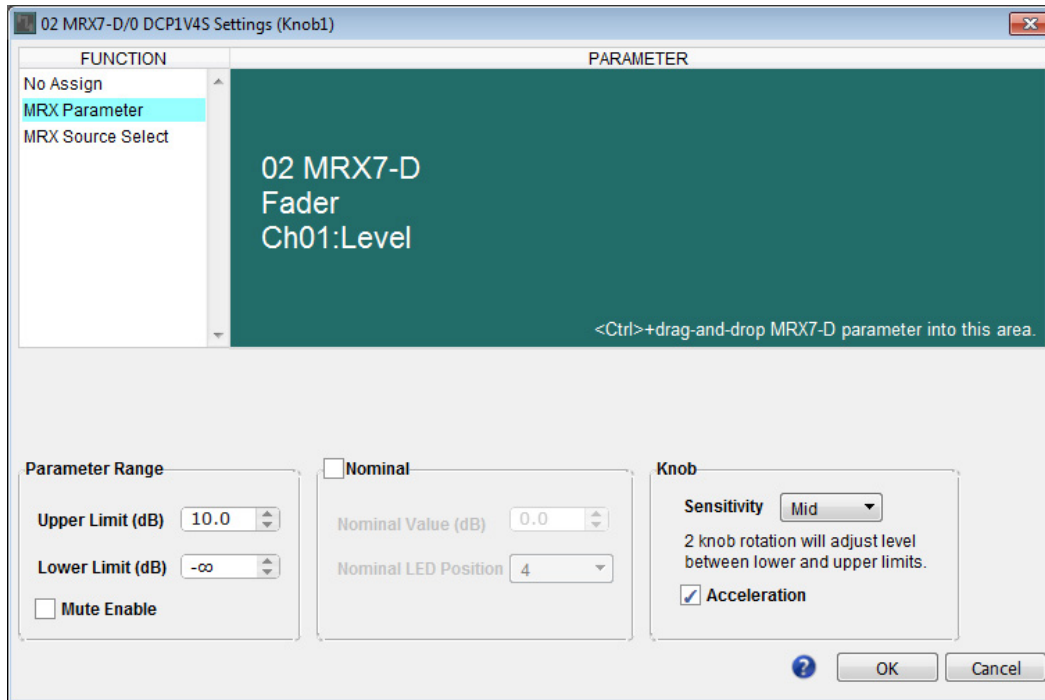 02 MRX7-D/0 DCP1V4S Settings (Knob1)
FUNCTION
PARAMETER
No Assign
MRX Parameter
MRX Source Select
02 MRX7-D
Fader
Ch01:Level
<Ctrl>+drag-and-drop MRX7-D parameter into this area.
Parameter Range
Upper Limit (dB) 10.0
Lower Limit (dB) -∞
Mute Enable
Nominal
Nominal Value (dB) 0.0
Nominal LED Position 4
Knob
Sensitivity Mid
2 knob rotation will adjust level
between lower and upper limits.
Acceleration
? OK Cancel